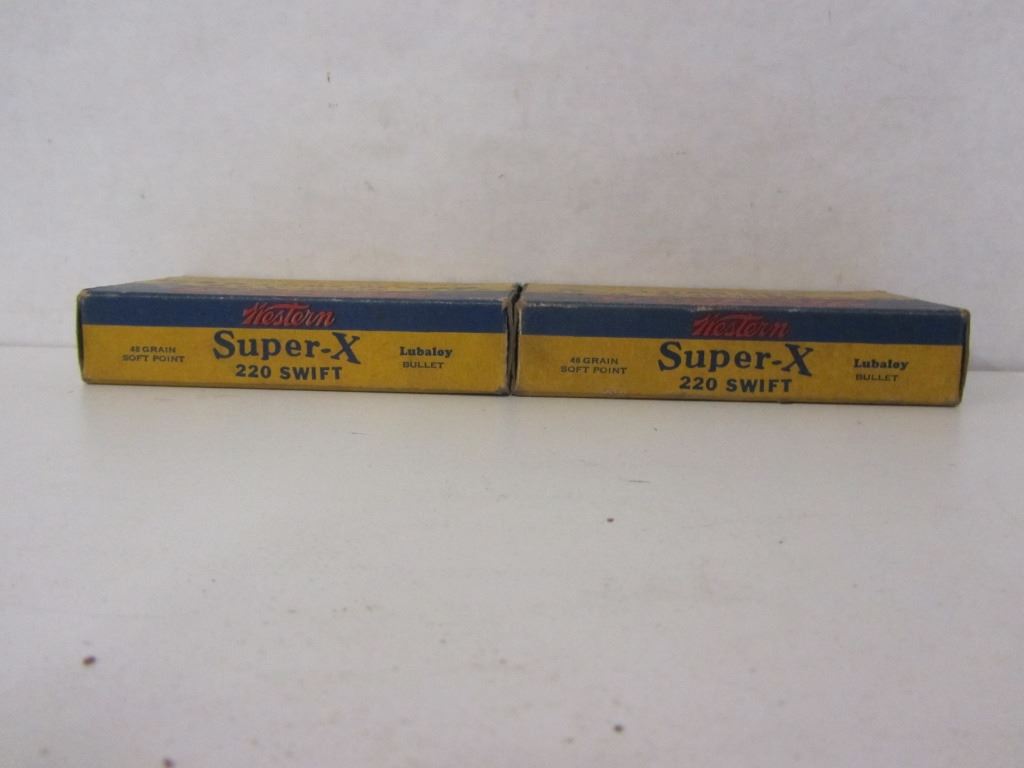 Western
Super-X
48 GRAIN
SOFT POINT
Lubaloy
BULLET
220 SWIFT
Western
Super-X
48 GRAIN
SOFT POINT
Lubaloy
BULLET
220 SWIFT